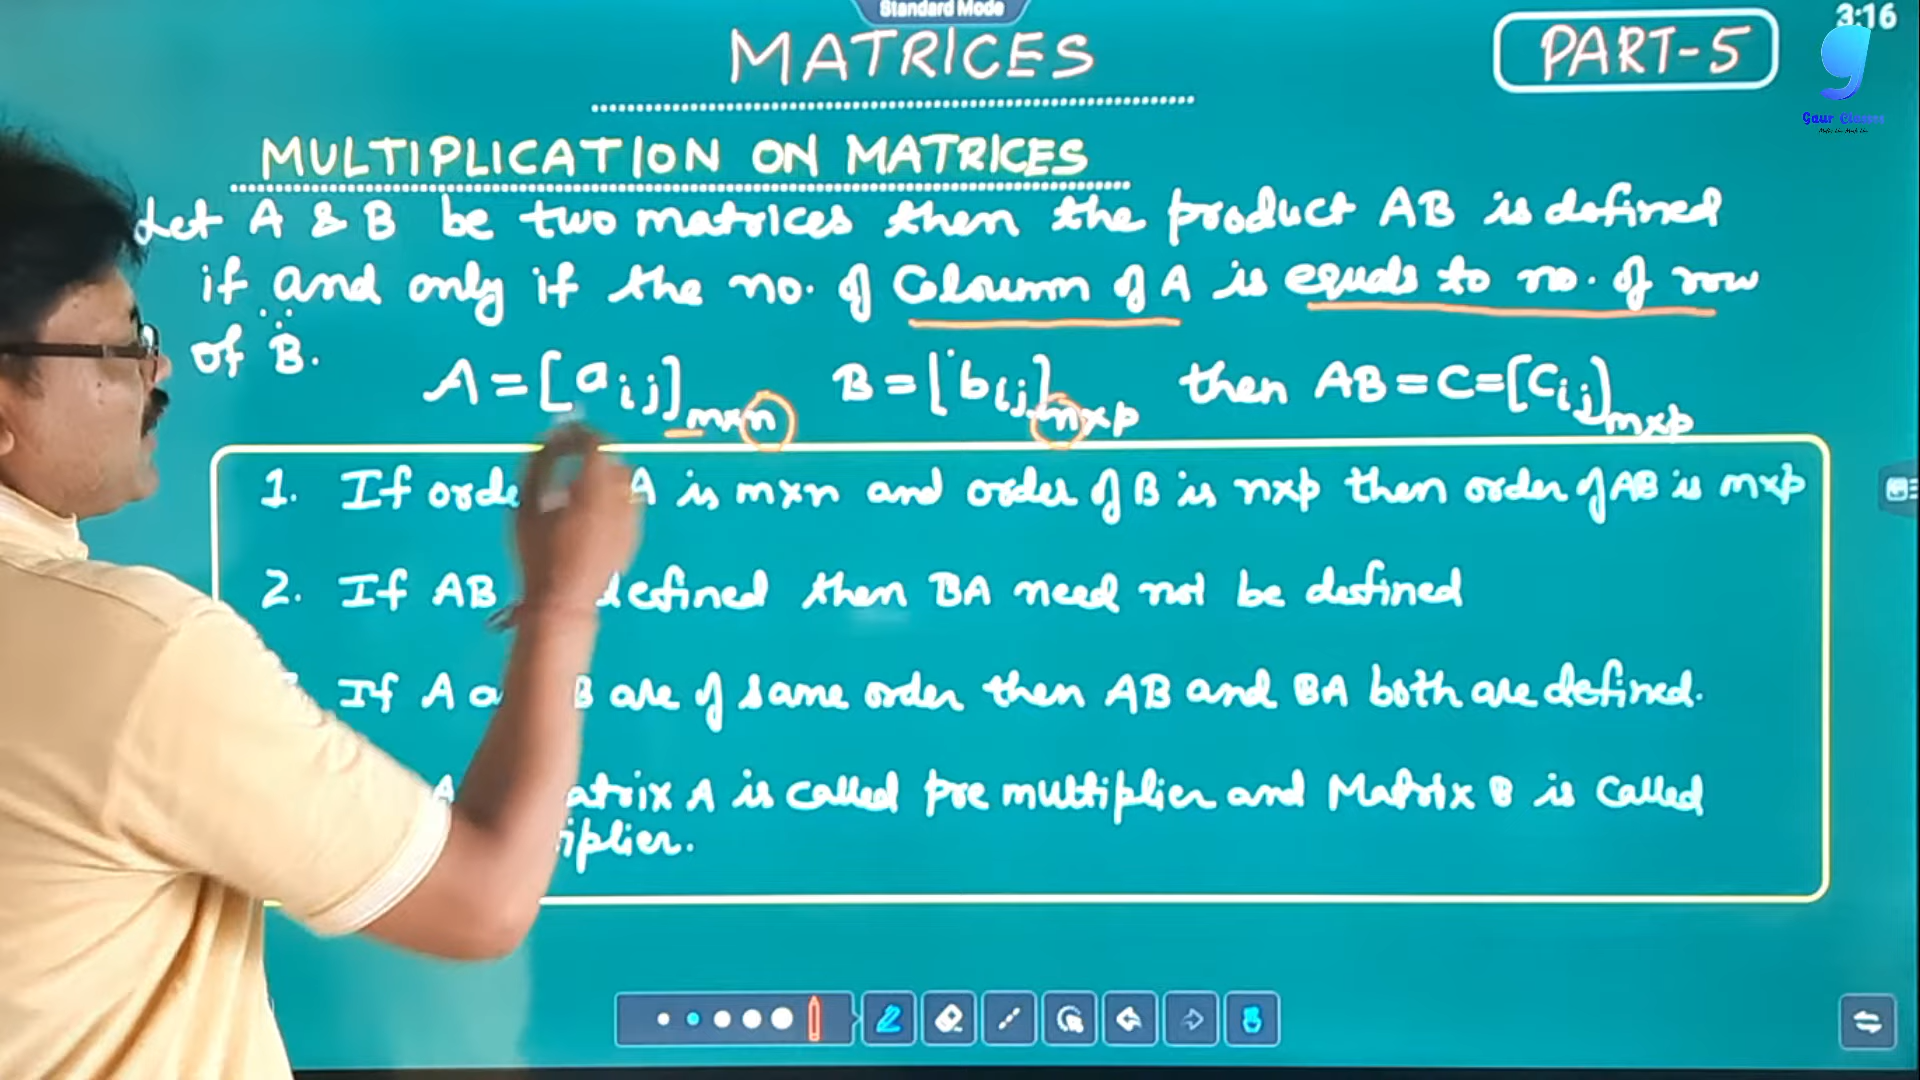 Standard Mode
3:16
MATRICES
PART-5
g
Gaur Classes
MULTIPLICATION ON MATRICES
Let A & B be two matrices then the product AB is defined
if and only if the no. of Coloumn of A is equals to no. of row
of B.
A = [aij]m×n B = [bij]n×p then AB = C = [Cij]m×p
1. If orde A is m×n and order of B is n×p then order of AB is m×p
2. If AB defined then BA need not be defined
If A a B are of same order then AB and BA both are defined.
A atrix A is called pre multiplier and Matrix B is called
iplier.